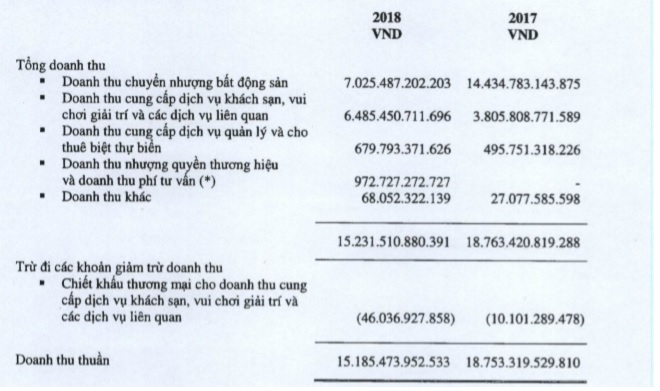 2018 2017
VND VND
Tổng doanh thu
▪ Doanh thu chuyển nhượng bất động sản 7.025.487.202.203 14.434.783.143.875
▪ Doanh thu cung cấp dịch vụ khách sạn, vui
chơi giải trí và các dịch vụ liên quan 6.485.450.711.696 3.805.808.771.589
▪ Doanh thu cung cấp dịch vụ quản lý và cho
thuê biệt thự biển 679.793.371.626 495.751.318.226
▪ Doanh thu nhượng quyền thương hiệu
và doanh thu phí tư vấn (*) 972.727.272.727 -
▪ Doanh thu khác 68.052.322.139 27.077.585.598
15.231.510.880.391 18.763.420.819.288
Trừ đi các khoản giảm trừ doanh thu
▪ Chiết khấu thương mại cho doanh thu cung
cấp dịch vụ khách sạn, vui chơi giải trí và
các dịch vụ liên quan (46.036.927.858) (10.101.289.478)
Doanh thu thuần 15.185.473.952.533 18.753.319.529.810